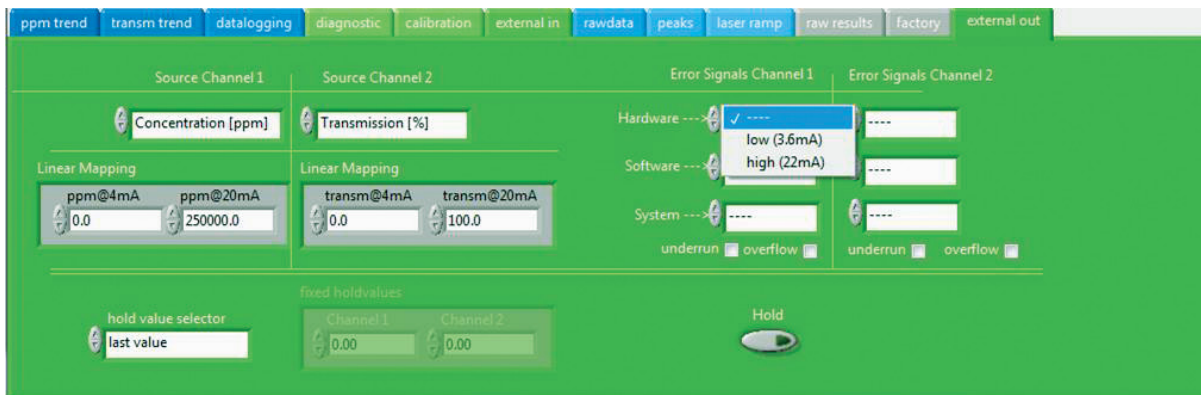 ppm trend transm trend datalogging diagnostic calibration external in rawdata peaks laser ramp raw results factory external out
Source Channel 1 Source Channel 2 Error Signals Channel 1 Error Signals Channel 2
Concentration [ppm] Transmission [%] Hardware ---> ✓ ---- ----
low (3.6mA)
high (22mA)
Linear Mapping Linear Mapping Software ---> ----
ppm@4mA ppm@20mA transm@4mA transm@20mA
0.0 250000.0 0.0 100.0 System ---> ---- ----
underrun overflow underrun overflow
fixed holdvalues
hold value selector Channel 1 Channel 2 Hold
last value 0.00 0.00